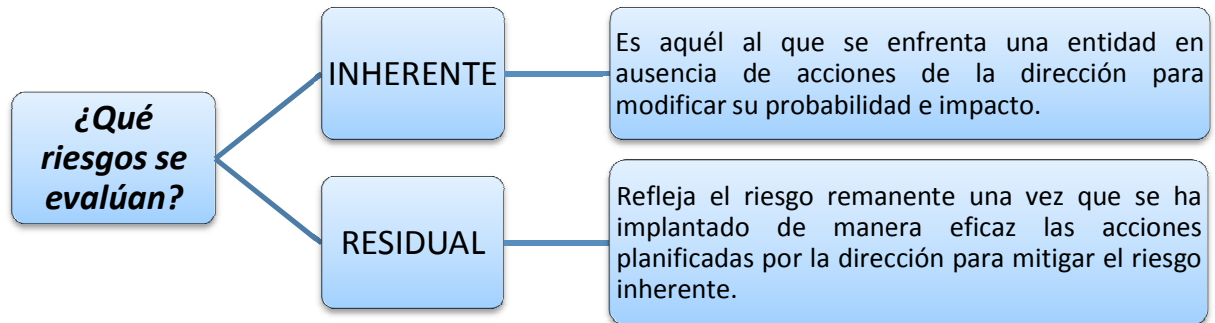 ¿Qué
riesgos se
evalúan?
INHERENTE
Es aquél al que se enfrenta una entidad en
ausencia de acciones de la dirección para
modificar su probabilidad e impacto.
RESIDUAL
Refleja el riesgo remanente una vez que se ha
implantado de manera eficaz las acciones
planificadas por la dirección para mitigar el riesgo
inherente.